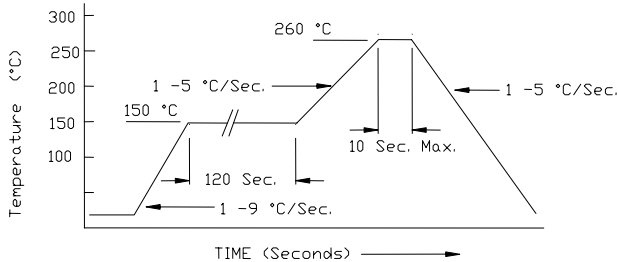 300
260 °C
250
200
1 -5 °C/Sec.
1 -5 °C/Sec.
150 °C
150
10 Sec. Max.
100
120 Sec.
1 -9 °C/Sec.
Temperature (°C)
TIME (Seconds)